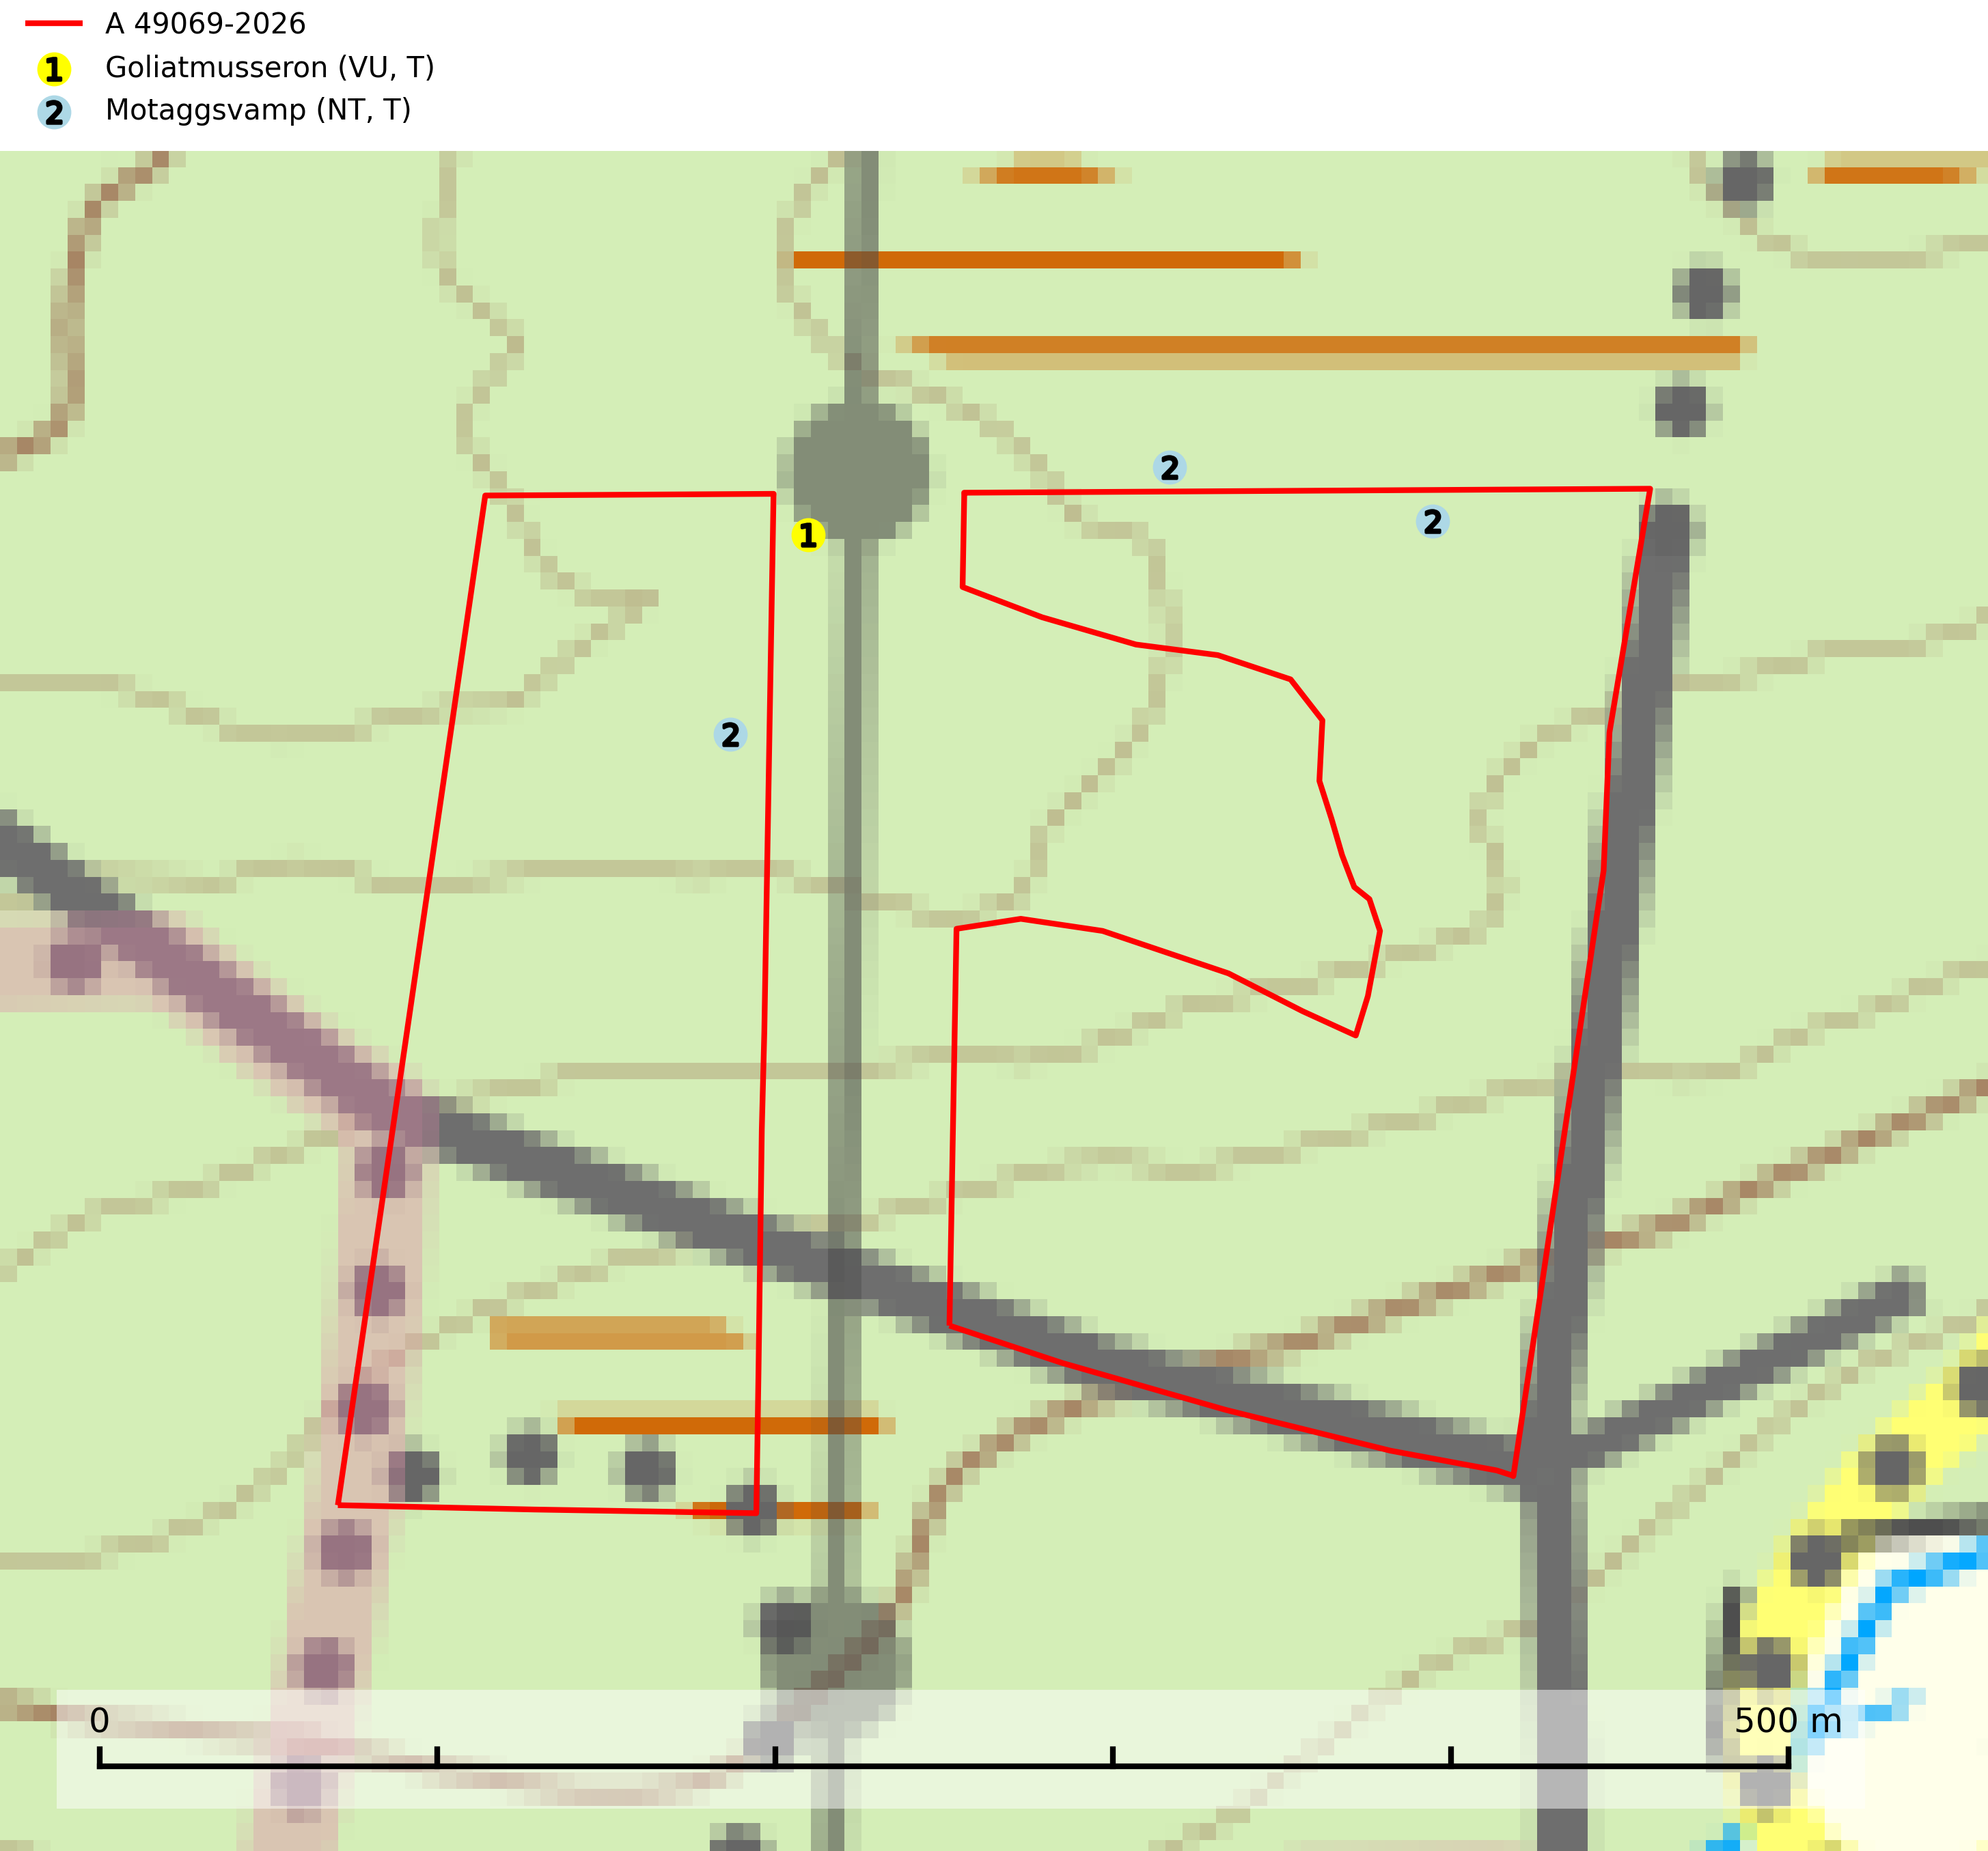 A 49069-2026
1 Goliatmusseron (VU, T)
2 Motaggsvamp (NT, T)
2
2
1
2
0 500 m